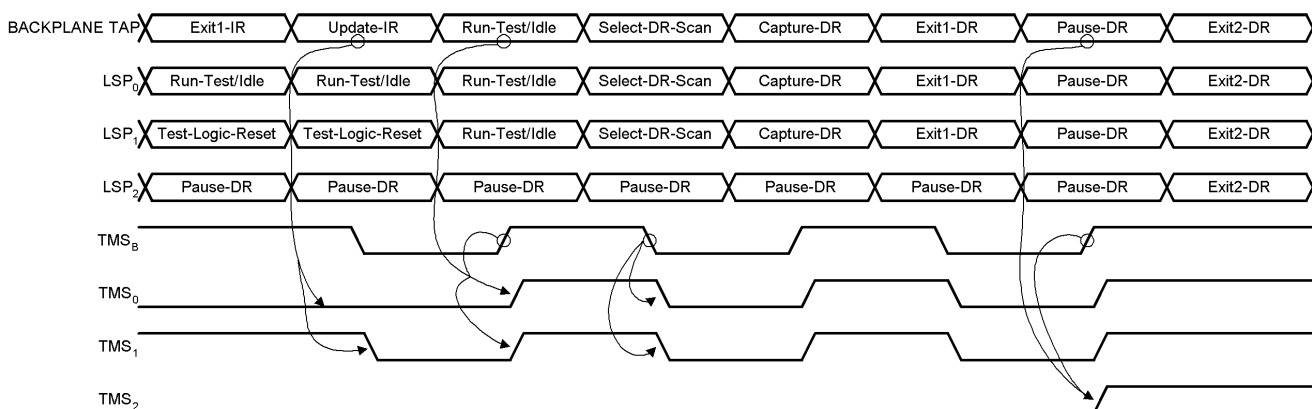 BACKPLANE TAP Exit1-IR Update-IR Run-Test/Idle Select-DR-Scan Capture-DR Exit1-DR Pause-DR Exit2-DR
LSP0 Run-Test/Idle Run-Test/Idle Run-Test/Idle Select-DR-Scan Capture-DR Exit1-DR Pause-DR Exit2-DR
LSP1 Test-Logic-Reset Test-Logic-Reset Run-Test/Idle Select-DR-Scan Capture-DR Exit1-DR Pause-DR Exit2-DR
LSP2 Pause-DR Pause-DR Pause-DR Pause-DR Pause-DR Pause-DR Pause-DR Exit2-DR
TMSB
TMS0
TMS1
TMS2